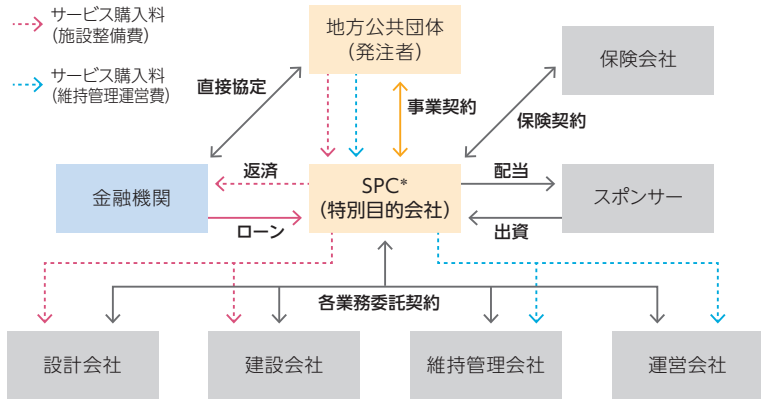 サービス購入料
(施設整備費)
サービス購入料
(維持管理運営費)
地方公共団体
(発注者)
保険会社
直接協定
事業契約
保険契約
金融機関
返済
ローン
SPC*
(特別目的会社)
配当
出資
スポンサー
各業務委託契約
設計会社
建設会社
維持管理会社
運営会社